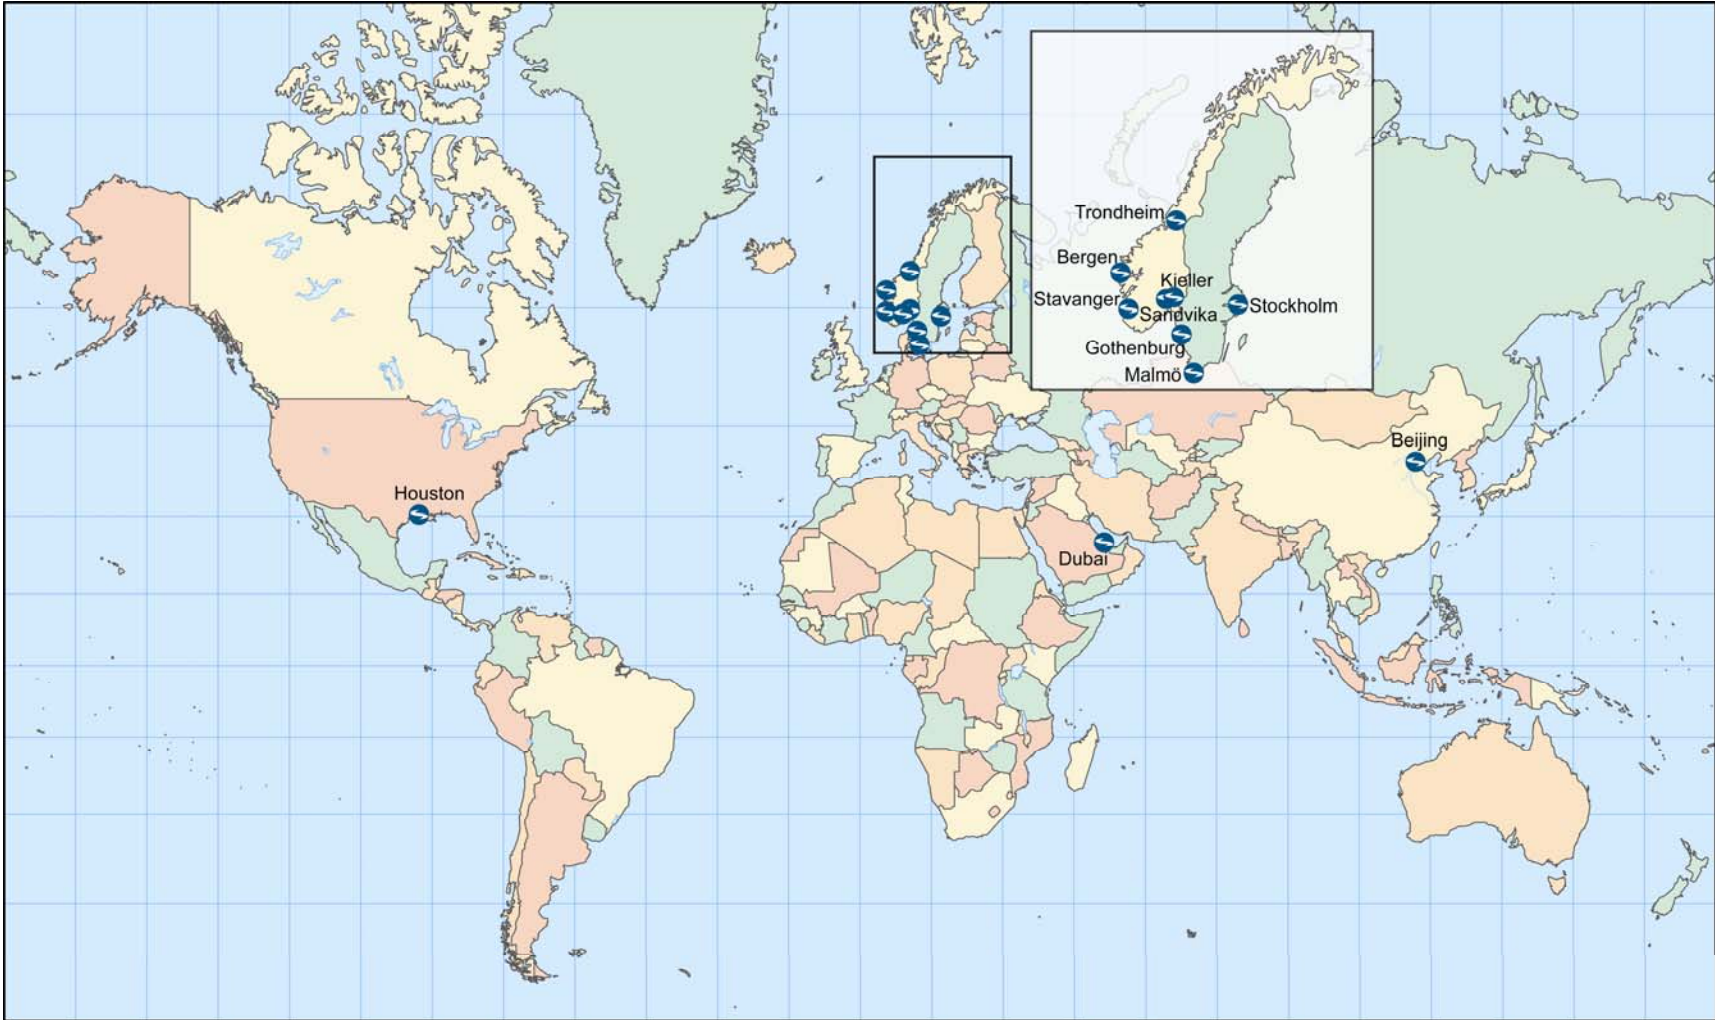 Trondheim
Bergen
Kjeller
Stavanger
Sandvika
Stockholm
Gothenburg
Malmö
Beijing
Houston
Dubai